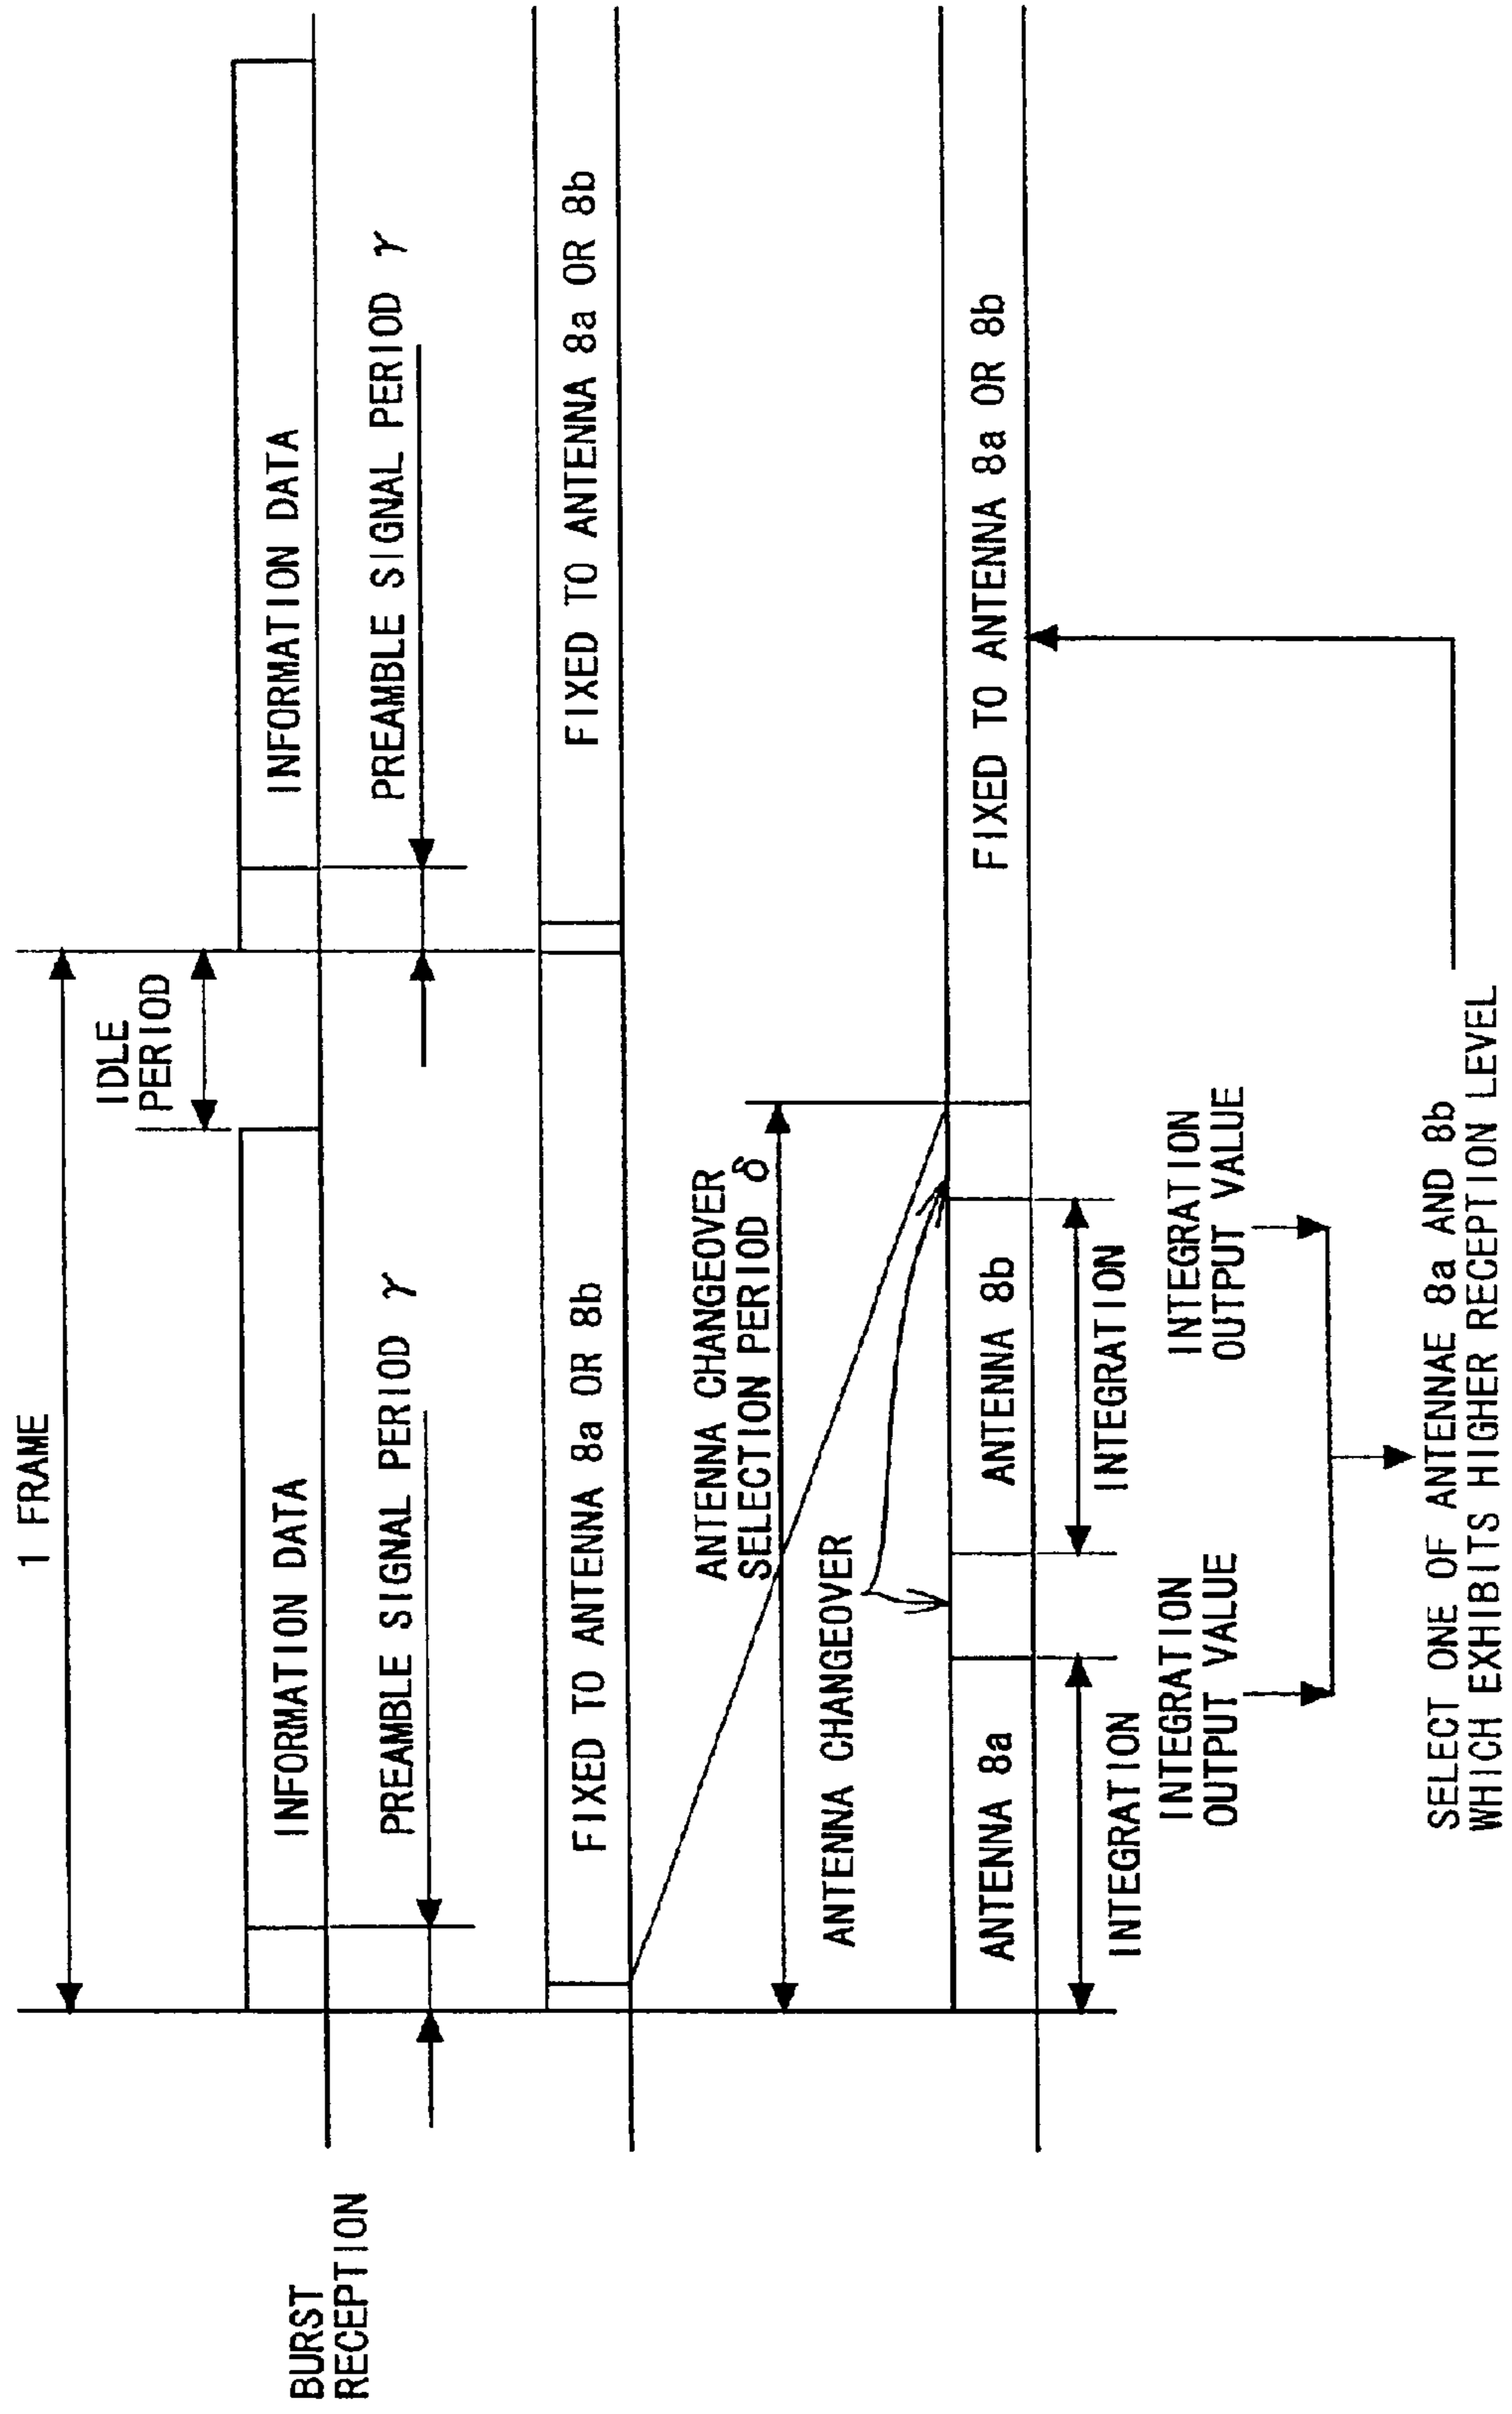 1 FRAME
IDLE
PERIOD
BURST
RECEPTION
INFORMATION DATA
INFORMATION DATA
PREAMBLE SIGNAL PERIOD γ
PREAMBLE SIGNAL PERIOD γ
FIXED TO ANTENNA 8a OR 8b
FIXED TO ANTENNA 8a OR 8b
ANTENNA CHANGEOVER
SELECTION PERIOD δ
ANTENNA CHANGEOVER
ANTENNA 8a
ANTENNA 8b
FIXED TO ANTENNA 8a OR 8b
INTEGRATION
INTEGRATION
INTEGRATION
OUTPUT VALUE
INTEGRATION
OUTPUT VALUE
SELECT ONE OF ANTENNAE 8a AND 8b
WHICH EXHIBITS HIGHER RECEPTION LEVEL